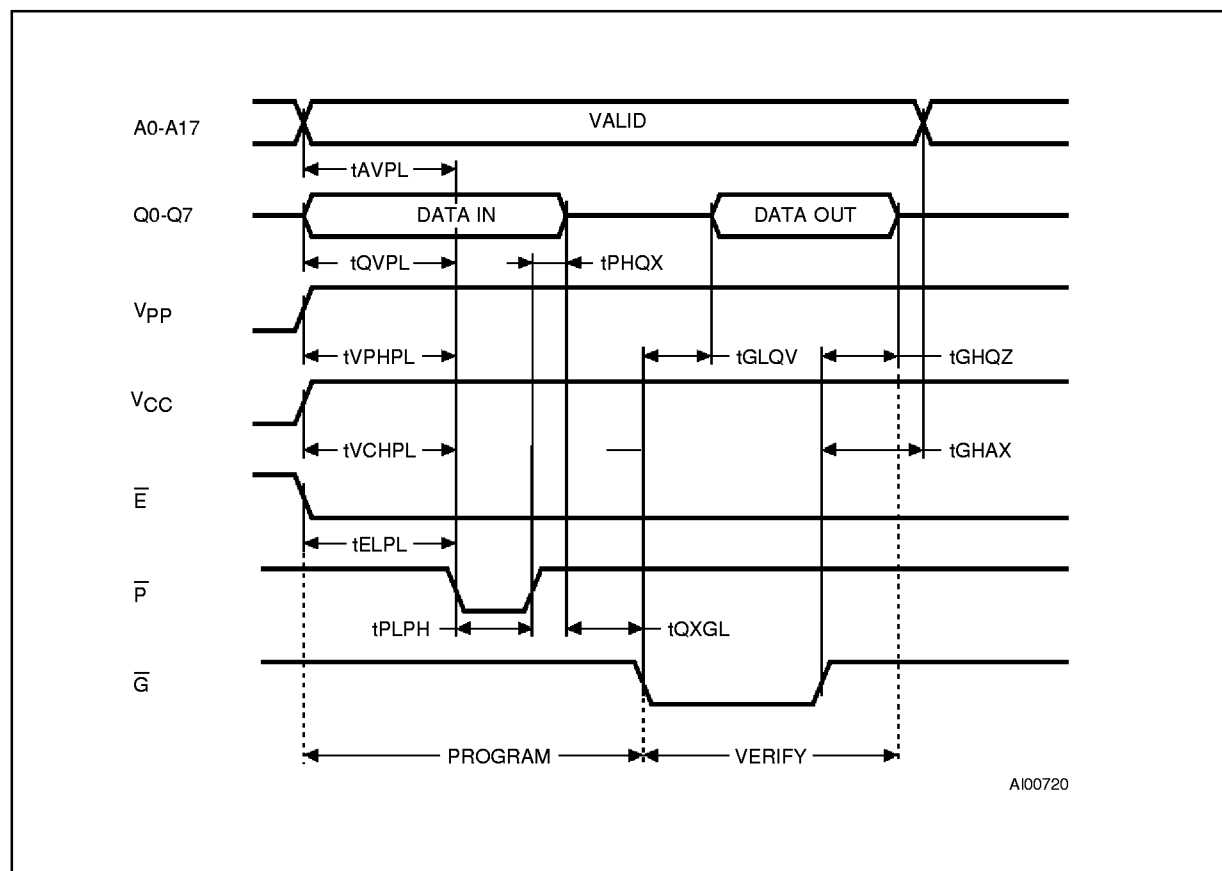 A0-A17
VALID
tAVPL
Q0-Q7
DATA IN
DATA OUT
tQVPL
tPHQX
VPP
tVPHPL
tGLQV
tGHQZ
VCC
tVCHPL
tGHAX
E
tELPL
P
tPLPH
tQXGL
G
PROGRAM
VERIFY
AI00720